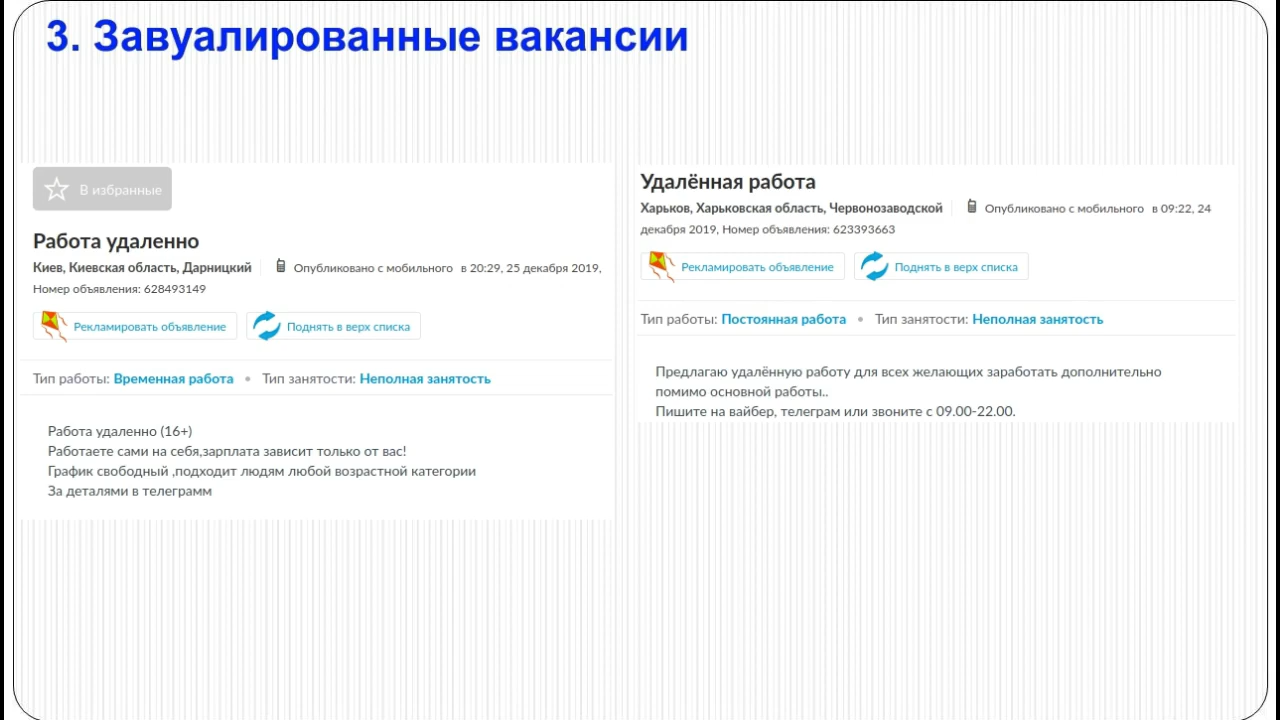 3. Завуалированные вакансии
В избранные
Работа удаленно
Киев, Киевская область, Дарницкий Опубликовано с мобильного в 20:29, 25 декабря 2019,
Номер объявления: 628493149
Рекламировать объявление Поднять в верх списка
Тип работы: Временная работа • Тип занятости: Неполная занятость
Работа удаленно (16+)
Работаете сами на себя,зарплата зависит только от вас!
График свободный ,подходит людям любой возрастной категории
За деталями в телеграмм
Удалённая работа
Харьков, Харьковская область, Червонозаводской Опубликовано с мобильного в 09:22, 24
декабря 2019, Номер объявления: 623393663
Рекламировать объявление Поднять в верх списка
Тип работы: Постоянная работа • Тип занятости: Неполная занятость
Предлагаю удалённую работу для всех желающих заработать дополнительно
помимо основной работы..
Пишите на вайбер, телеграм или звоните с 09.00-22.00.